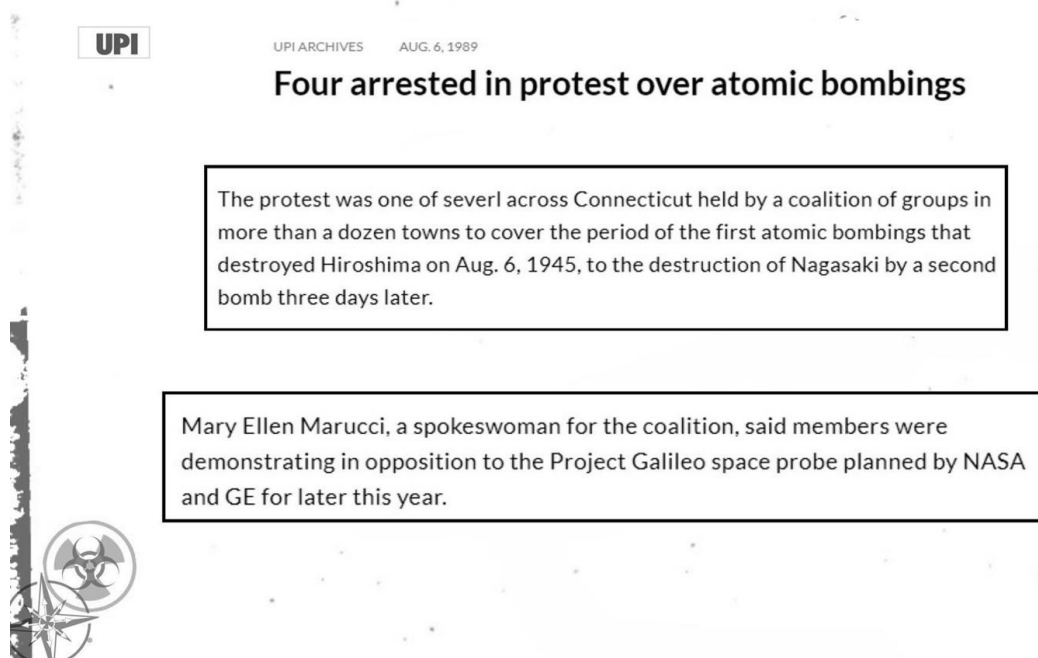 UPI
UPI ARCHIVES AUG. 6, 1989
Four arrested in protest over atomic bombings
The protest was one of severl across Connecticut held by a coalition of groups in
more than a dozen towns to cover the period of the first atomic bombings that
destroyed Hiroshima on Aug. 6, 1945, to the destruction of Nagasaki by a second
bomb three days later.
Mary Ellen Marucci, a spokeswoman for the coalition, said members were
demonstrating in opposition to the Project Galileo space probe planned by NASA
and GE for later this year.